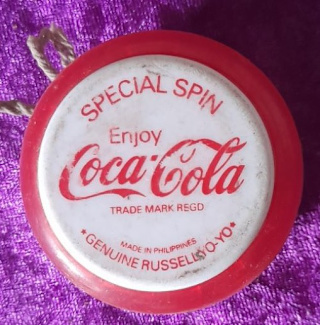 SPECIAL SPIN
Enjoy
Coca-Cola
TRADE MARK REGD
MADE IN PHILIPPINES
*GENUINE RUSSELL YO-YO*